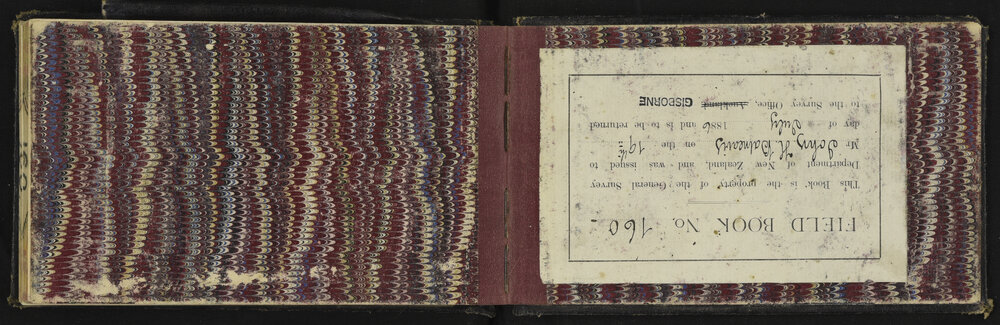 FIELD BOOK No. 160
This Book is the property of the General Survey
Department of New Zealand and was issued to
Mr John H Balneavis on the 19th
day of July 1886 and is to be returned
to the Survey Office, Auckland GISBORNE